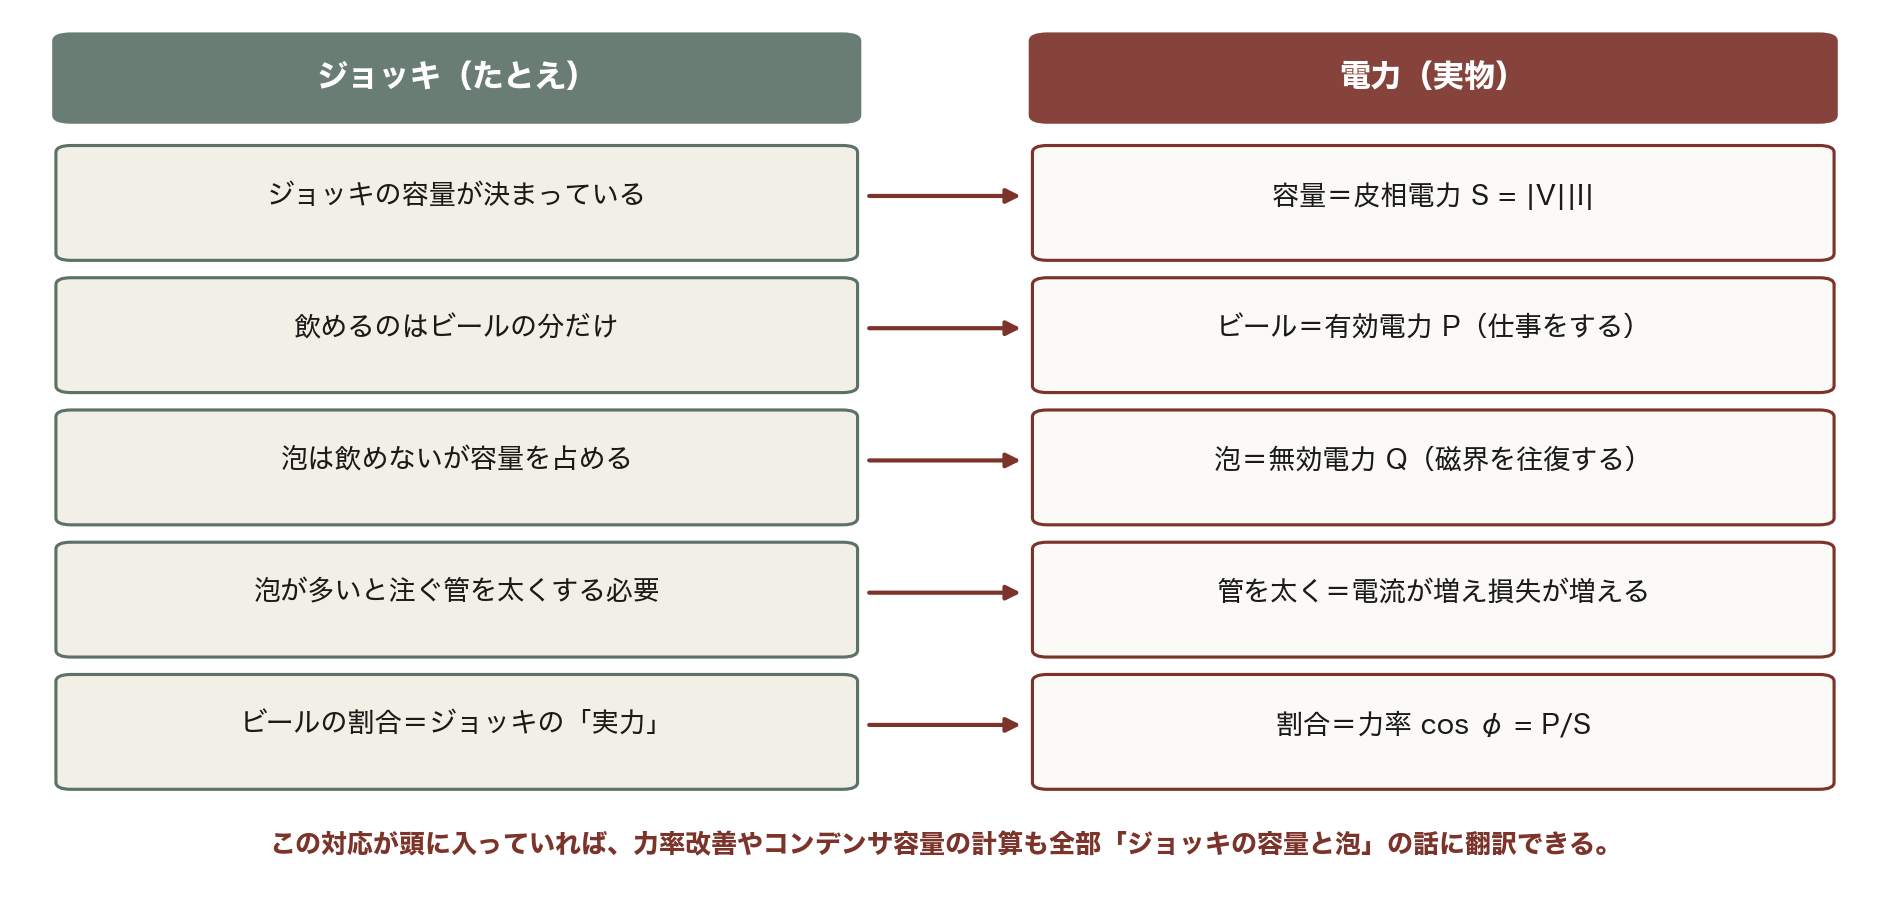 ジョッキ（たとえ）
電力（実物）
ジョッキの容量が決まっている
容量＝皮相電力 S = |V||I|
飲めるのはビールの分だけ
ビール＝有効電力 P（仕事をする）
泡は飲めないが容量を占める
泡＝無効電力 Q（磁界を往復する）
泡が多いと注ぐ管を太くする必要
管を太く＝電流が増え損失が増える
ビールの割合＝ジョッキの「実力」
割合＝力率 cos φ = P/S
この対応が頭に入っていれば、力率改善やコンデンサ容量の計算も全部「ジョッキの容量と泡」の話に翻訳できる。